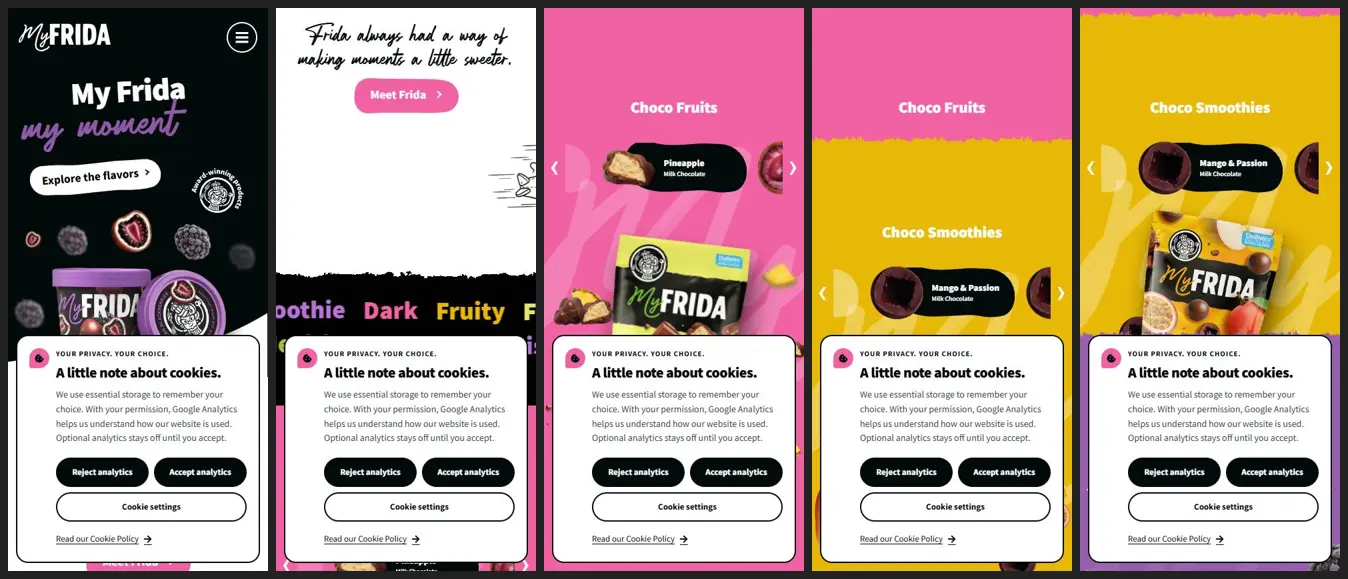 My FRIDA
My Frida
my moment
Explore the flavors
Award-winning products
My FRIDA
YOUR PRIVACY. YOUR CHOICE.
A little note about cookies.
We use essential storage to remember your
choice. With your permission, Google Analytics
helps us understand how our website is used.
Optional analytics stays off until you accept.
Reject analytics
Accept analytics
Cookie settings
Read our Cookie Policy
Meet Frida
Frida always had a way of
making moments a little sweeter.
Meet Frida
oothie Dark Fruity F
YOUR PRIVACY. YOUR CHOICE.
A little note about cookies.
We use essential storage to remember your
choice. With your permission, Google Analytics
helps us understand how our website is used.
Optional analytics stays off until you accept.
Reject analytics
Accept analytics
Cookie settings
Read our Cookie Policy
Milk Chocolate
Choco Fruits
Pineapple
Milk Chocolate
My FRIDA
YOUR PRIVACY. YOUR CHOICE.
A little note about cookies.
We use essential storage to remember your
choice. With your permission, Google Analytics
helps us understand how our website is used.
Optional analytics stays off until you accept.
Reject analytics
Accept analytics
Cookie settings
Read our Cookie Policy
Choco Fruits
Choco Smoothies
Mango & Passion
Milk Chocolate
YOUR PRIVACY. YOUR CHOICE.
A little note about cookies.
We use essential storage to remember your
choice. With your permission, Google Analytics
helps us understand how our website is used.
Optional analytics stays off until you accept.
Reject analytics
Accept analytics
Cookie settings
Read our Cookie Policy
Choco Smoothies
Mango & Passion
Milk Chocolate
My FRIDA
YOUR PRIVACY. YOUR CHOICE.
A little note about cookies.
We use essential storage to remember your
choice. With your permission, Google Analytics
helps us understand how our website is used.
Optional analytics stays off until you accept.
Reject analytics
Accept analytics
Cookie settings
Read our Cookie Policy